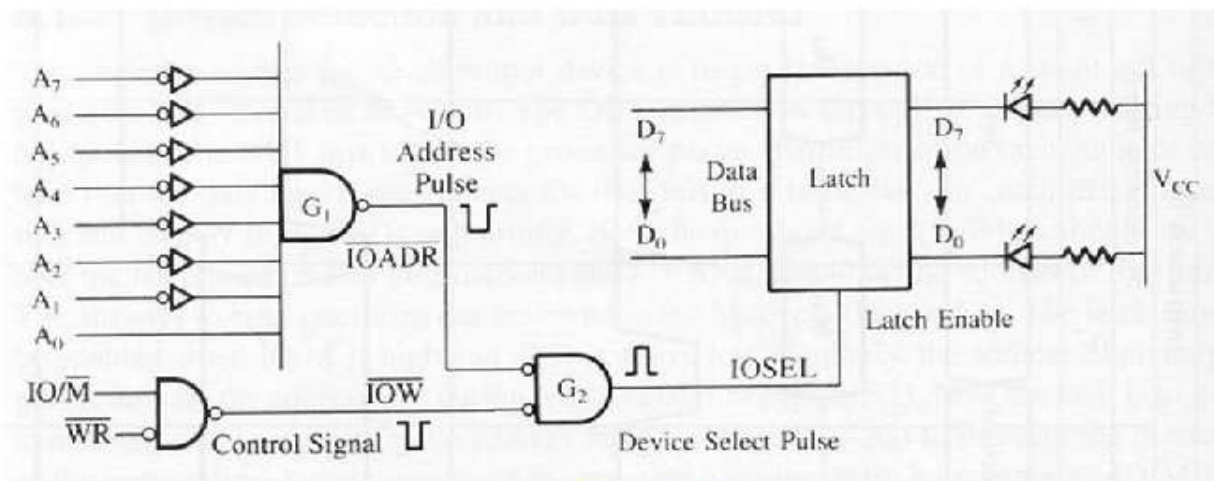 A₇
A₆
A₅
A₄
A₃
A₂
A₁
A₀
G₁
I/O
Address
Pulse
IOADR
IO/M
WR
IOW
Control Signal
G₂
IOSEL
Device Select Pulse
D₇
D₀
Data
Bus
Latch
D₇
D₀
Latch Enable
V_CC